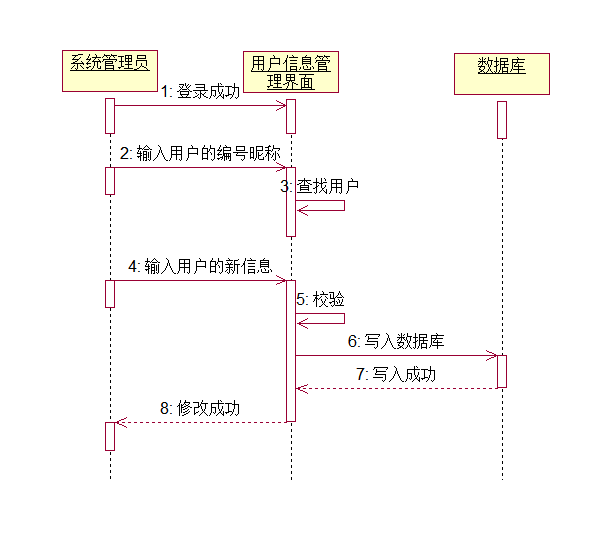 系统管理员
用户信息管
理界面
数据库
1: 登录成功
2: 输入用户的编号昵称
3: 查找用户
4: 输入用户的新信息
5: 校验
6: 写入数据库
7: 写入成功
8: 修改成功